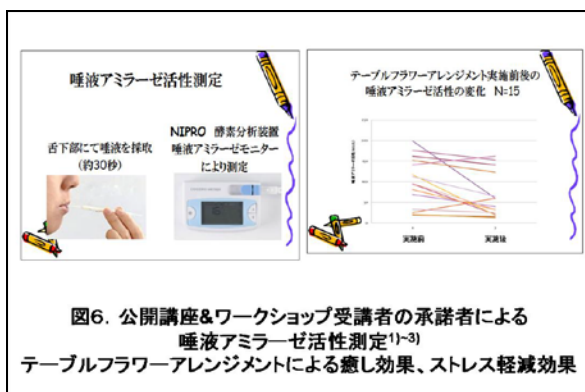 唾液アミラーゼ活性測定
舌下部にて唾液を採取
(約30秒)
NIPRO 酵素分析装置
唾液アミラーゼモニター
により測定
テーブルフラワーアレンジメント実施前後の
唾液アミラーゼ活性の変化 N=15
実施前
実施後
図6. 公開講座&ワークショップ受講者の承諾者による
唾液アミラーゼ活性測定1)~3)
テーブルフラワーアレンジメントによる癒し効果、ストレス軽減効果